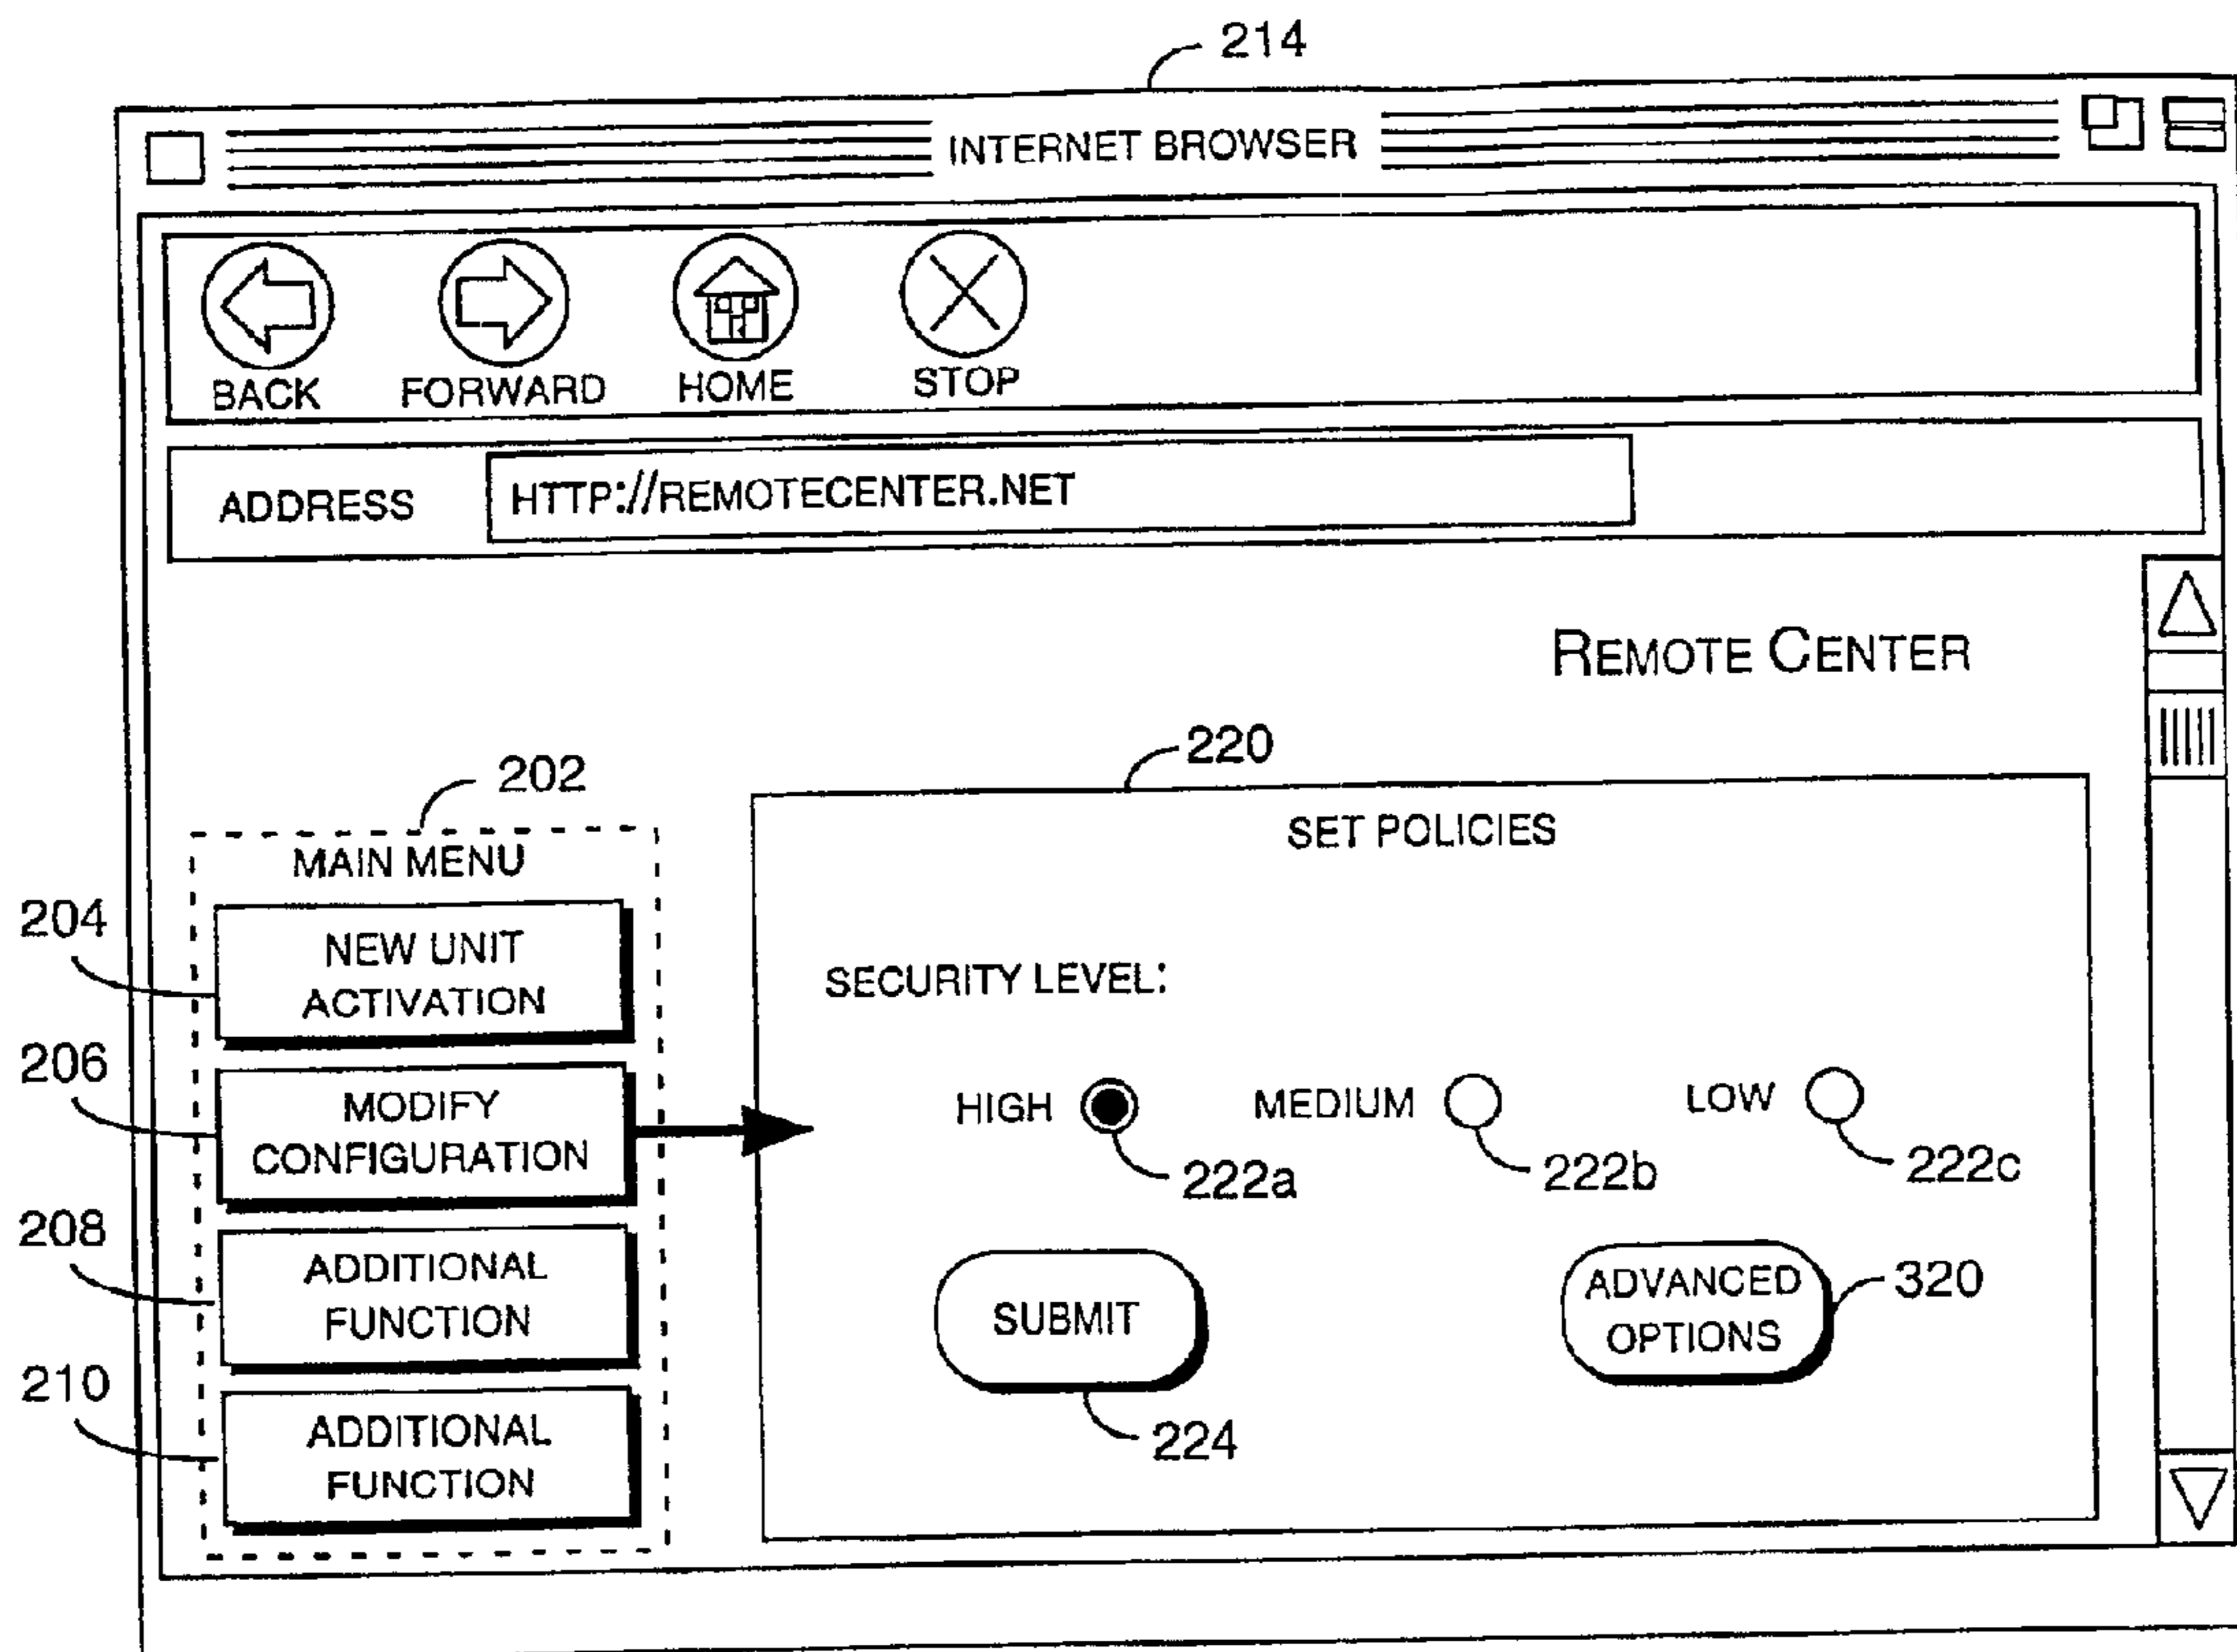 214
INTERNET BROWSER
BACK FORWARD HOME STOP
ADDRESS HTTP://REMOTECENTER.NET
REMOTE CENTER
202
220
MAIN MENU
SET POLICIES
204
NEW UNIT
ACTIVATION
SECURITY LEVEL:
206
MODIFY
CONFIGURATION
HIGH MEDIUM LOW
222a 222b 222c
208
ADDITIONAL
FUNCTION
SUBMIT
ADVANCED
OPTIONS
320
210
ADDITIONAL
FUNCTION
224